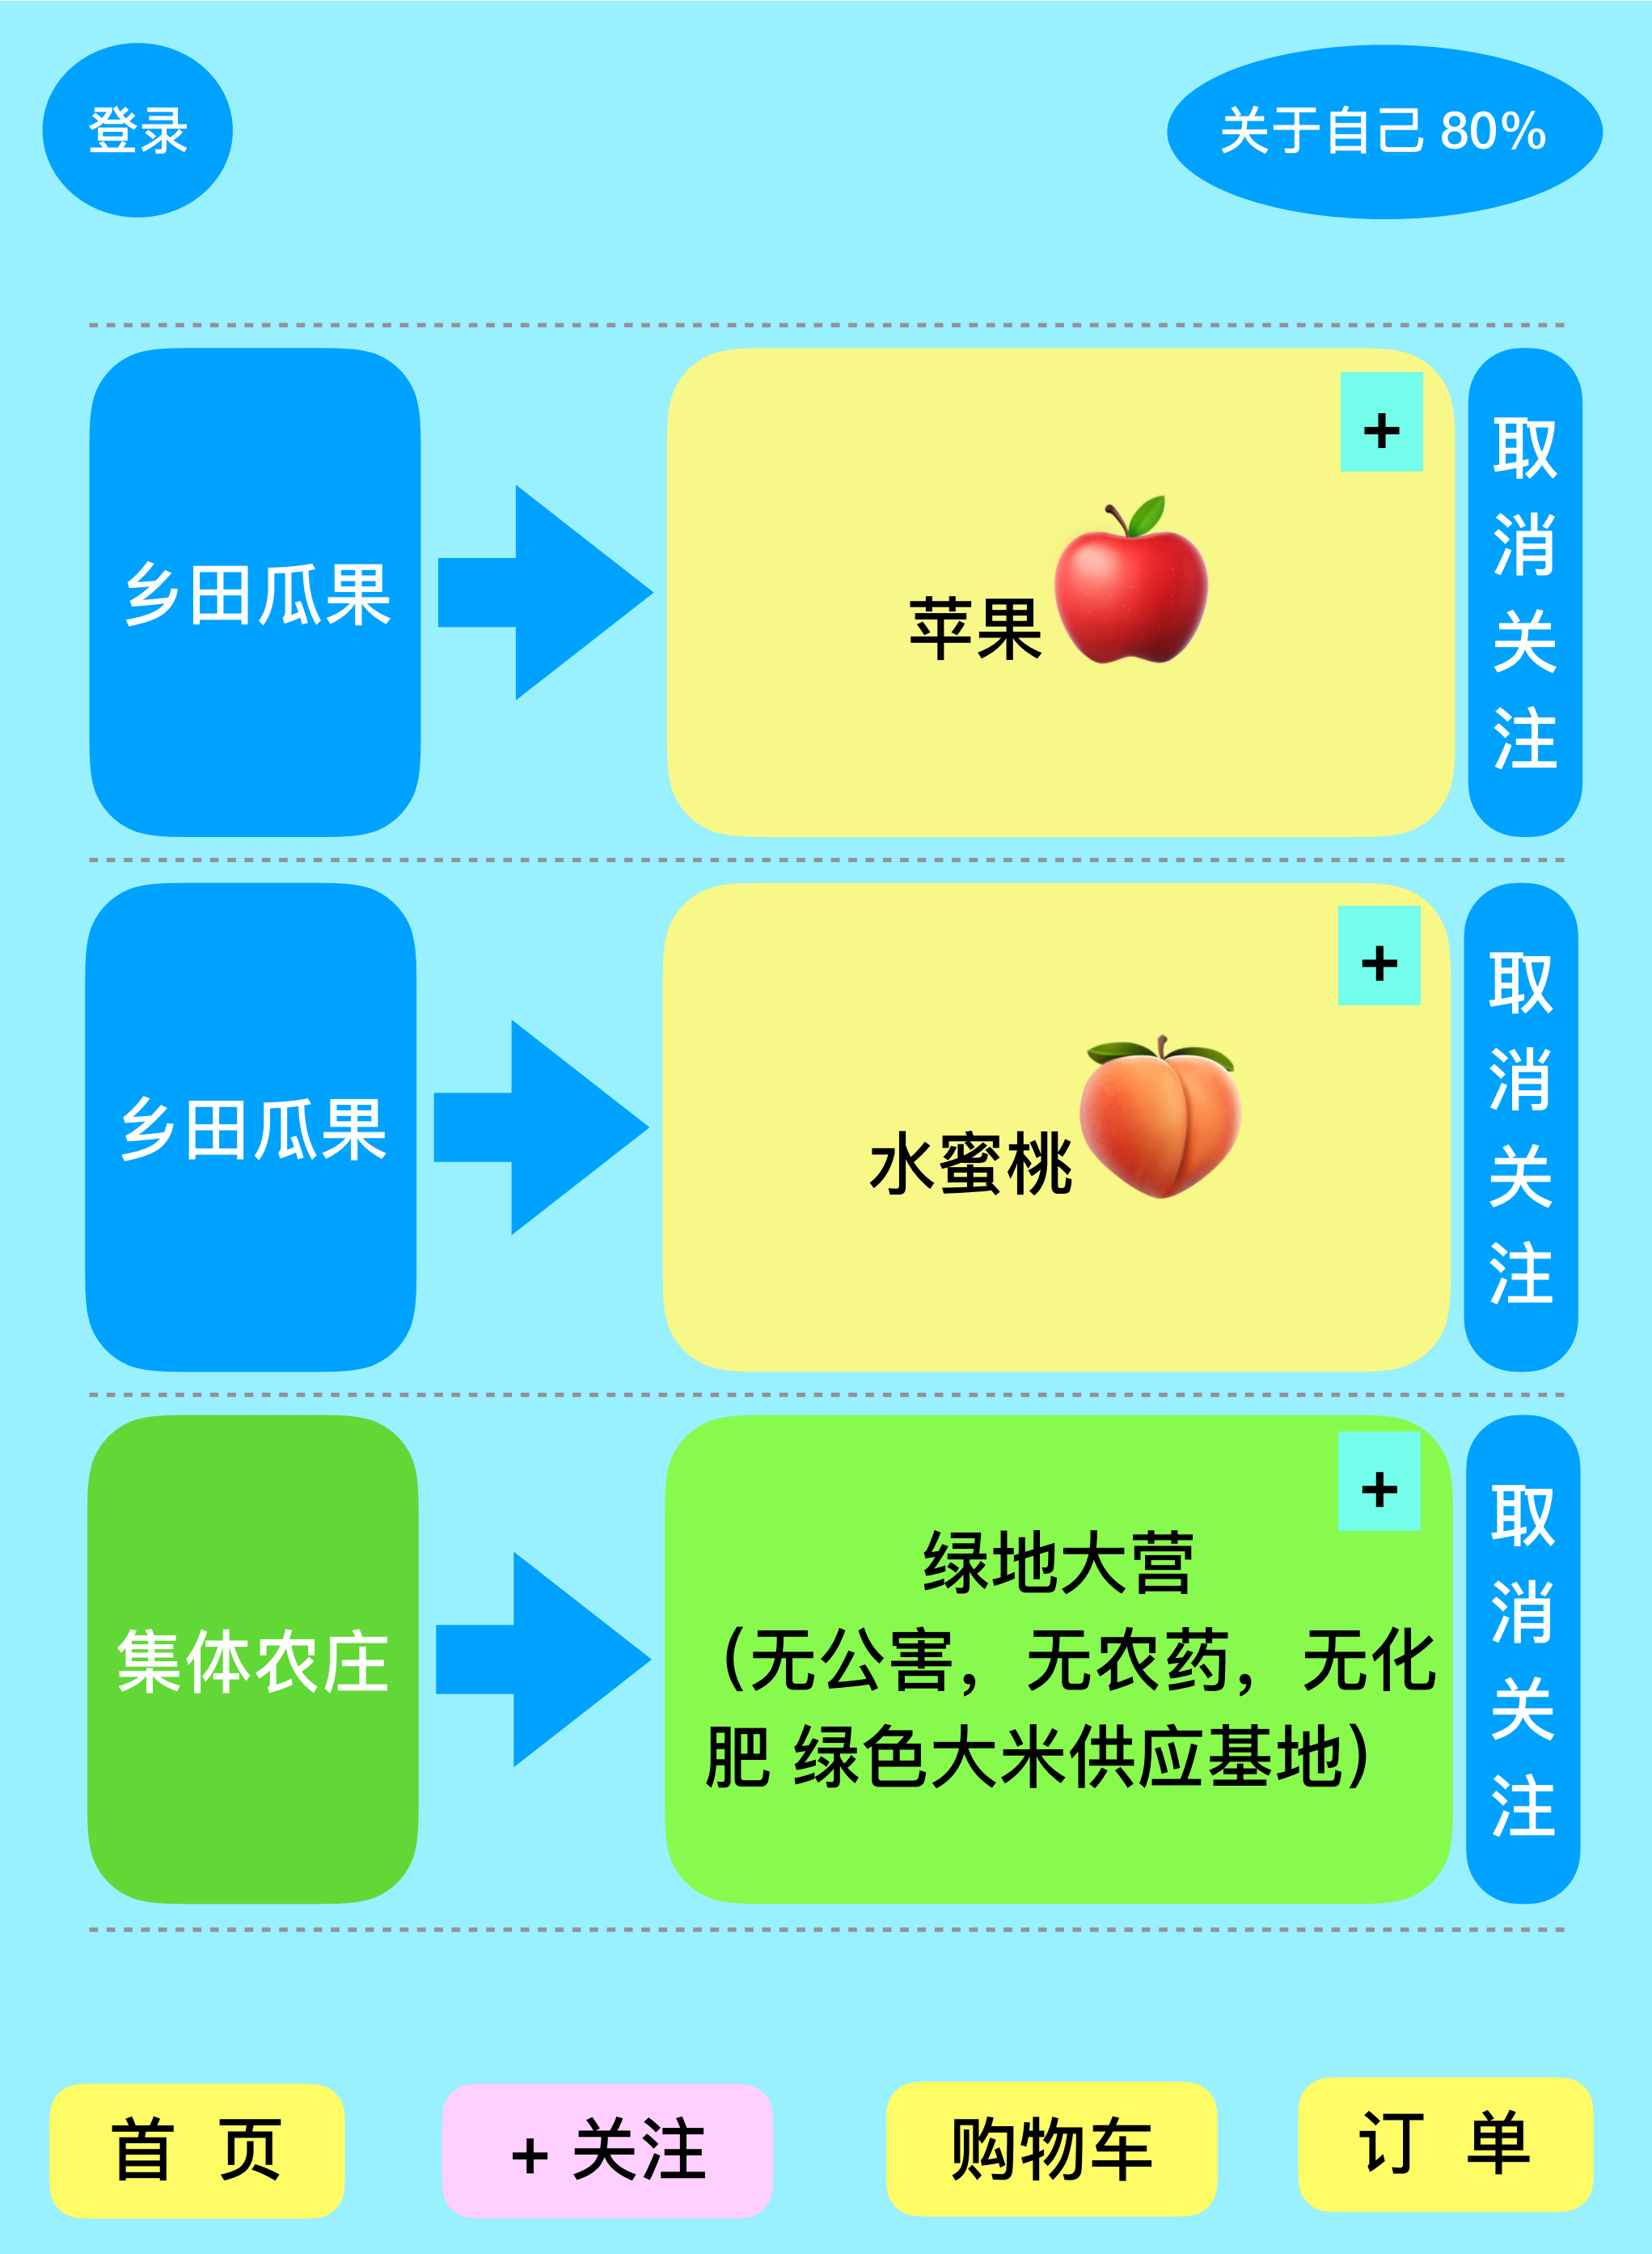 登录
关于自己 80%
乡田瓜果
+
苹果
取
消
关
注
乡田瓜果
+
水蜜桃
取
消
关
注
集体农庄
+
绿地大营
（无公害，无农药，无化
肥 绿色大米供应基地）
取
消
关
注
首 页
+ 关注
购物车
订 单